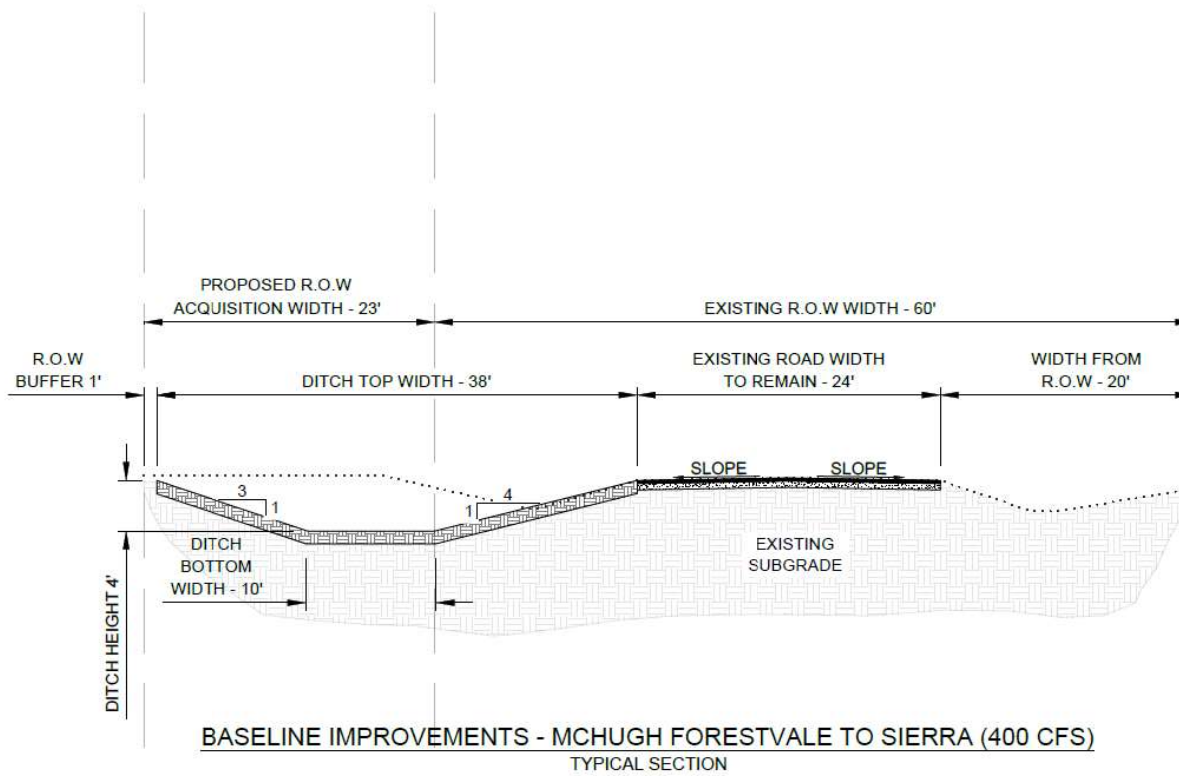 PROPOSED R.O.W
ACQUISITION WIDTH - 23'
EXISTING R.O.W WIDTH - 60'
R.O.W
BUFFER 1'
DITCH TOP WIDTH - 38'
EXISTING ROAD WIDTH
TO REMAIN - 24'
WIDTH FROM
R.O.W - 20'
SLOPE
SLOPE
3
1
4
1
DITCH
BOTTOM
WIDTH - 10'
EXISTING
SUBGRADE
DITCH HEIGHT 4'
BASELINE IMPROVEMENTS - MCHUGH FORESTVALE TO SIERRA (400 CFS)
TYPICAL SECTION